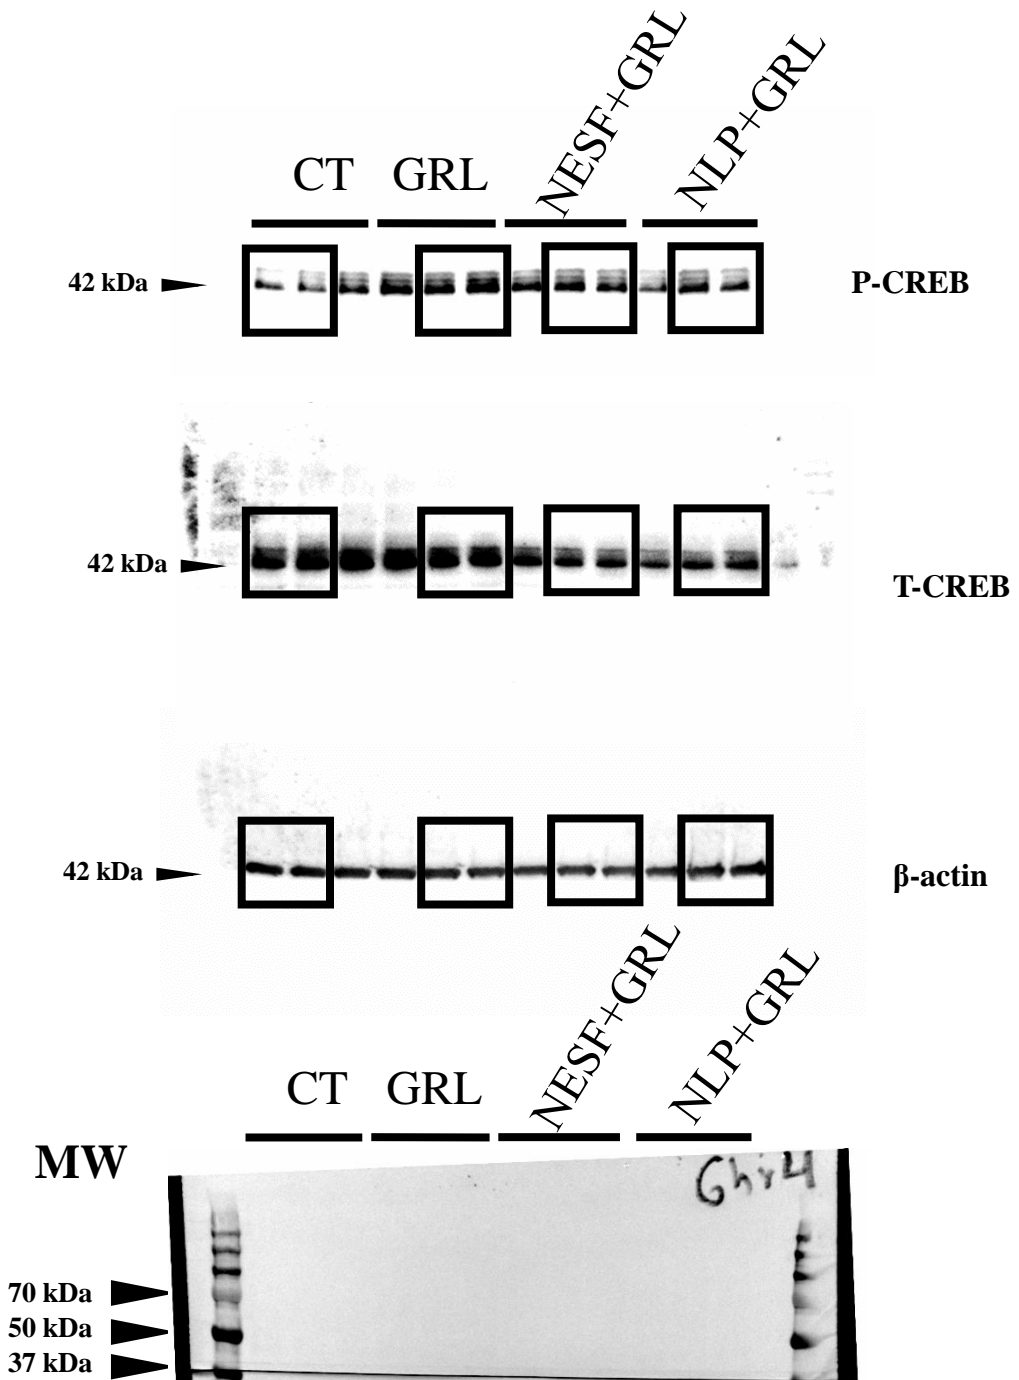 CT GRL NESF+GRL NLP+GRL
42 kDa P-CREB
42 kDa T-CREB
42 kDa β-actin
CT GRL NESF+GRL NLP+GRL
MW
Ghr4
70 kDa
50 kDa
37 kDa